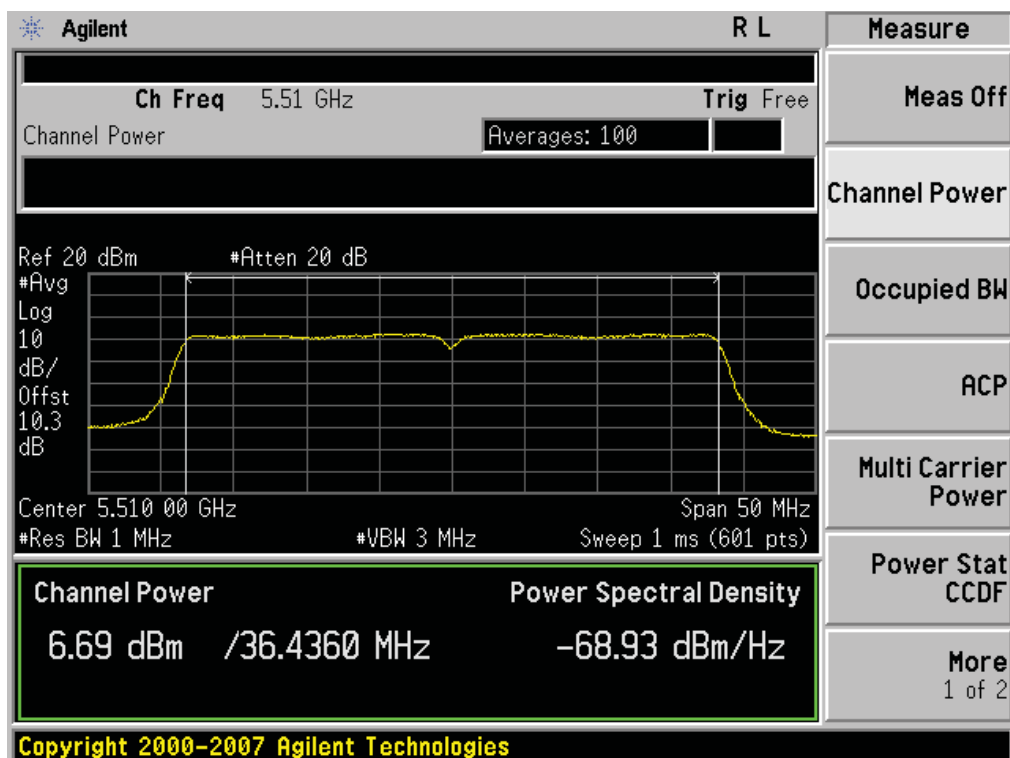 Agilent R L Measure
Ch Freq 5.51 GHz Trig Free
Channel Power Averages: 100
Meas Off
Channel Power
Occupied BW
ACP
Multi Carrier
Power
Power Stat
CCDF
More
1 of 2
Ref 20 dBm #Atten 20 dB
#Avg
Log
10
dB/
Offst
10.3
dB
Center 5.510 00 GHz Span 50 MHz
#Res BW 1 MHz #VBW 3 MHz Sweep 1 ms (601 pts)
Channel Power Power Spectral Density
6.69 dBm /36.4360 MHz -68.93 dBm/Hz
Copyright 2000-2007 Agilent Technologies